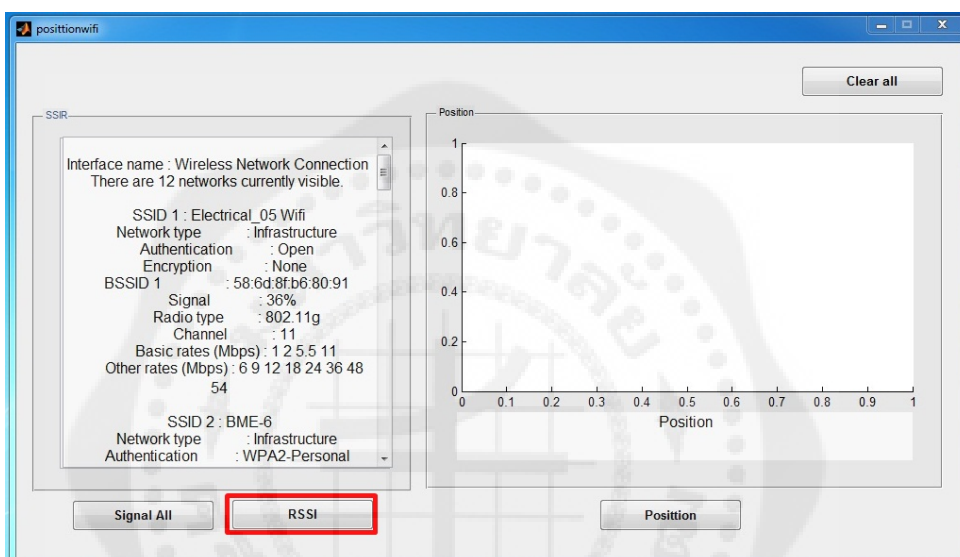 posittionwifi
Clear all
SSIR
Interface name : Wireless Network Connection
There are 12 networks currently visible.
SSID 1 : Electrical_05 Wifi
Network type : Infrastructure
Authentication : Open
Encryption : None
BSSID 1 : 58:6d:8f:b6:80:91
Signal : 36%
Radio type : 802.11g
Channel : 11
Basic rates (Mbps) : 1 2 5.5 11
Other rates (Mbps) : 6 9 12 18 24 36 48
54
SSID 2 : BME-6
Network type : Infrastructure
Authentication : WPA2-Personal
Signal All
RSSI
Position
1
0.8
0.6
0.4
0.2
0
0 0.1 0.2 0.3 0.4 0.5 0.6 0.7 0.8 0.9 1
Position
Posittion